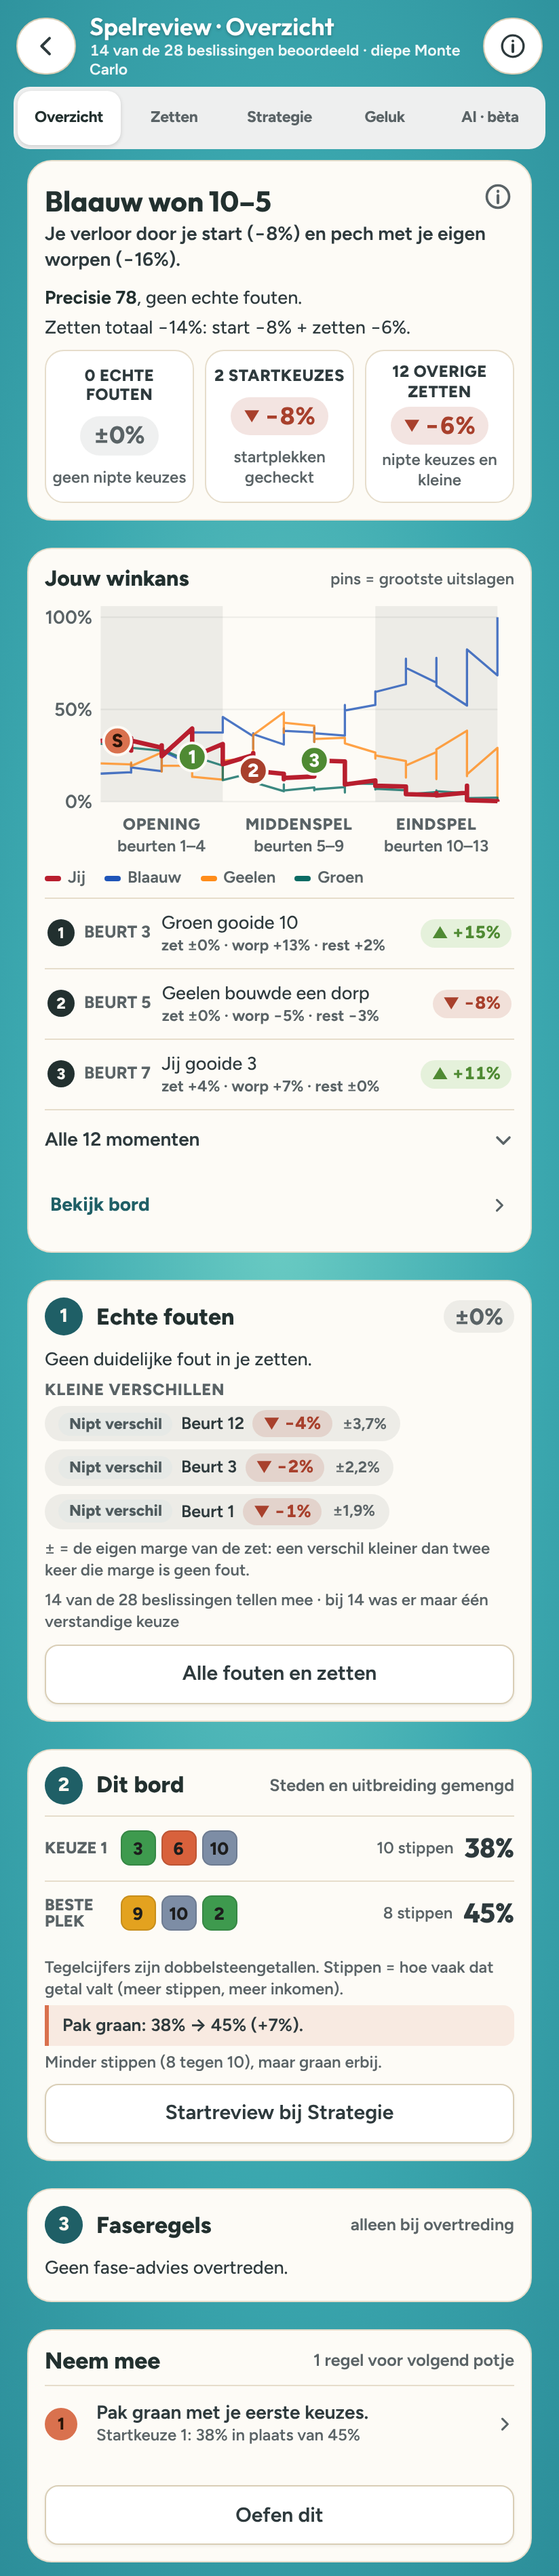 Spelreview · Overzicht
14 van de 28 beslissingen beoordeeld · diepe Monte
Carlo
Overzicht Zetten Strategie Geluk AI · bèta
Blaauw won 10–5
Je verloor door je start (−8%) en pech met je eigen
worpen (−16%).
Precisie 78, geen echte fouten.
Zetten totaal −14%: start −8% + zetten −6%.
0 ECHTE
FOUTEN
±0%
geen nipte keuzes
2 STARTKEUZES
▼ −8%
startplekken
gecheckt
12 OVERIGE
ZETTEN
▼ −6%
nipte keuzes en
kleine
Jouw winkans pins = grootste uitslagen
100%
50%
0%
S 1 2 3
OPENING MIDDENSPEL EINDSPEL
beurten 1–4 beurten 5–9 beurten 10–13
Jij Blaauw Geelen Groen
1 BEURT 3 Groen gooide 10 ▲ +15%
zet ±0% · worp +13% · rest +2%
2 BEURT 5 Geelen bouwde een dorp ▼ −8%
zet ±0% · worp −5% · rest −3%
3 BEURT 7 Jij gooide 3 ▲ +11%
zet +4% · worp +7% · rest ±0%
Alle 12 momenten
Bekijk bord
1 Echte fouten ±0%
Geen duidelijke fout in je zetten.
KLEINE VERSCHILLEN
Nipt verschil Beurt 12 ▼ −4% ±3,7%
Nipt verschil Beurt 3 ▼ −2% ±2,2%
Nipt verschil Beurt 1 ▼ −1% ±1,9%
± = de eigen marge van de zet: een verschil kleiner dan twee
keer die marge is geen fout.
14 van de 28 beslissingen tellen mee · bij 14 was er maar één
verstandige keuze
Alle fouten en zetten
2 Dit bord Steden en uitbreiding gemengd
KEUZE 1 3 6 10 10 stippen 38%
BESTE
PLEK 9 10 2 8 stippen 45%
Tegelcijfers zijn dobbelsteengetallen. Stippen = hoe vaak dat
getal valt (meer stippen, meer inkomen).
Pak graan: 38% → 45% (+7%).
Minder stippen (8 tegen 10), maar graan erbij.
Startreview bij Strategie
3 Faseregels alleen bij overtreding
Geen fase-advies overtreden.
Neem mee 1 regel voor volgend potje
1 Pak graan met je eerste keuzes.
Startkeuze 1: 38% in plaats van 45%
Oefen dit